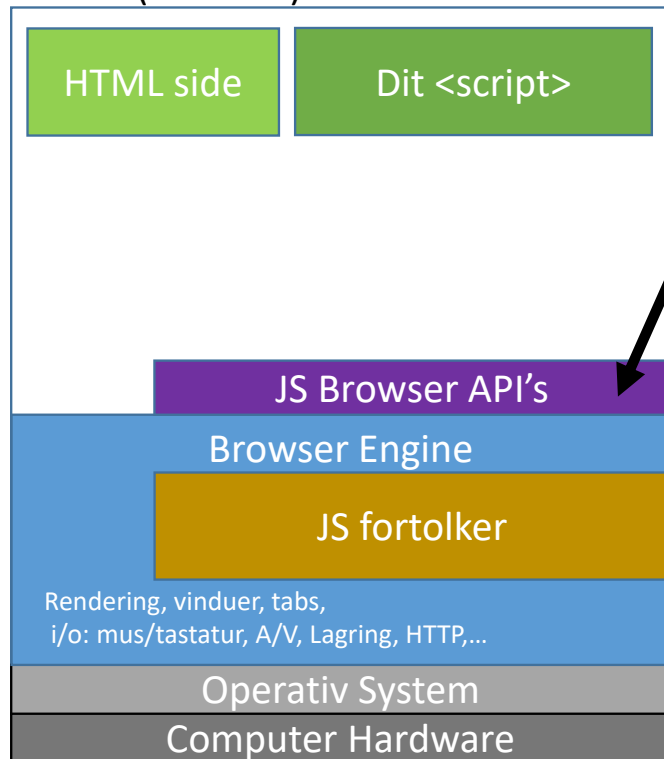 HTML side
Dit <script>
JS Browser API's
Browser Engine
JS fortolker
Rendering, vinduer, tabs,
i/o: mus/tastatur, A/V, Lagring, HTTP,...
Operativ System
Computer Hardware